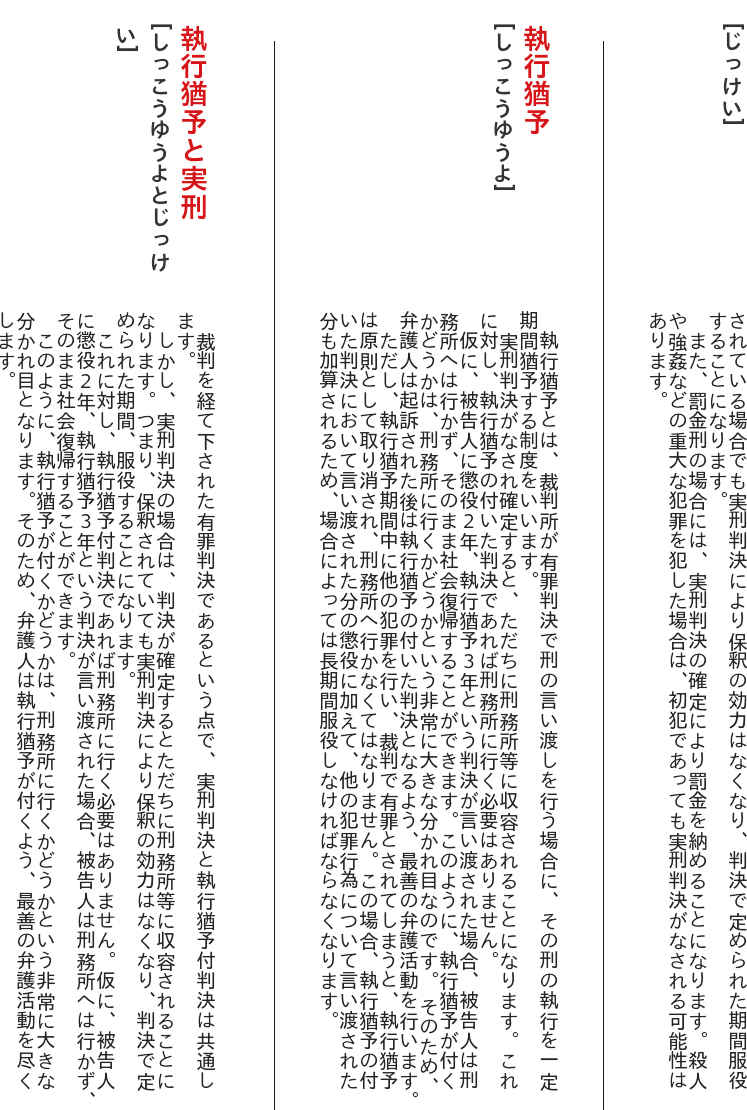 【じっけい】
されている場合でも実刑判決により保釈の効力はなくなり、判決で定められた期間服役
することになります。
また、罰金刑の場合には、実刑判決の確定により罰金を納めることになります。殺人
や強姦などの重大な犯罪を犯した場合は、初犯であっても実刑判決がなされる可能性は
あります。
執行猶予
【しっこうゆうよ】
執行猶予とは、裁判所が有罪判決で刑の言い渡しを行う場合に、その刑の執行を一定
期間猶予する制度をいいます。
実刑判決がなされ確定すると、ただちに刑務所等に収容されることになります。これ
に対し、執行猶予の付いた判決であれば刑務所に行く必要はありません。
仮に、被告人に懲役２年、執行猶予３年という判決が言い渡された場合、被告人は刑
務所へは行かず、そのまま社会復帰することができます。このように、執行猶予が付く
かどうかは、刑務所に行くかどうかという非常に大きな分かれ目なのです。そのため、
弁護人は起訴された後は執行猶予の付いた判決となるよう、最善の弁護活動を行います。
ただし、執行猶予期間中に他の犯罪を行い、裁判で有罪とされてしまうと、執行猶予
は原則として取り消され、刑務所へ行かなくてはなりません。この場合、執行猶予の付
いた判決において言い渡された分の懲役に加えて、他の犯罪行為について言い渡された
分も加算されるため、場合によっては長期間服役しなければならなくなります。
執行猶予と実刑
【しっこうゆうよとじっけ
い】
裁判を経て下された有罪判決であるという点で、実刑判決と執行猶予付判決は共通し
ます。
しかし、実刑判決の場合は、判決が確定するとただちに刑務所等に収容されることに
なります。つまり、保釈されていても実刑判決により保釈の効力はなくなり、判決で定
められた期間、服役することになります。
これに対し、執行猶予付判決であれば刑務所に行く必要はありません。仮に、被告人
に懲役２年、執行猶予３年という判決が言い渡された場合、被告人は刑務所へは行かず、
そのまま社会復帰することができます。
このように、執行猶予が付くかどうかは、刑務所に行くかどうかという非常に大きな
分かれ目となります。そのため、弁護人は執行猶予が付くよう、最善の弁護活動を尽く
します。